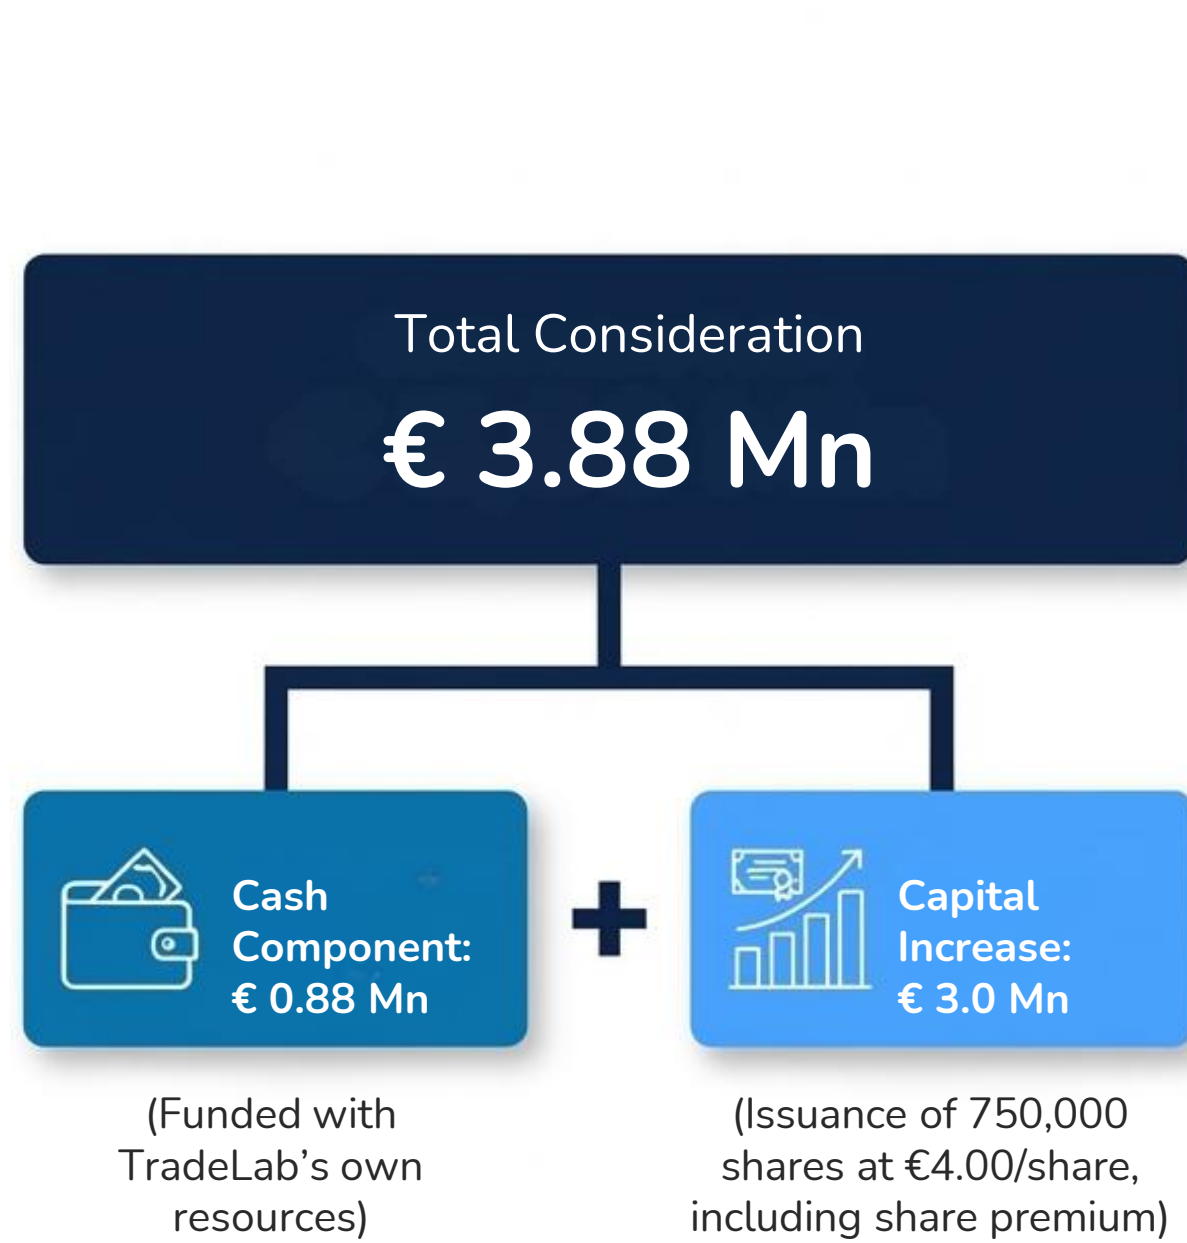 Total Consideration
€ 3.88 Mn
Cash
Component:
€ 0.88 Mn
Capital
Increase:
€ 3.0 Mn
(Funded with
TradeLab’s own
resources)
(Issuance of 750,000
shares at €4.00/share,
including share premium)